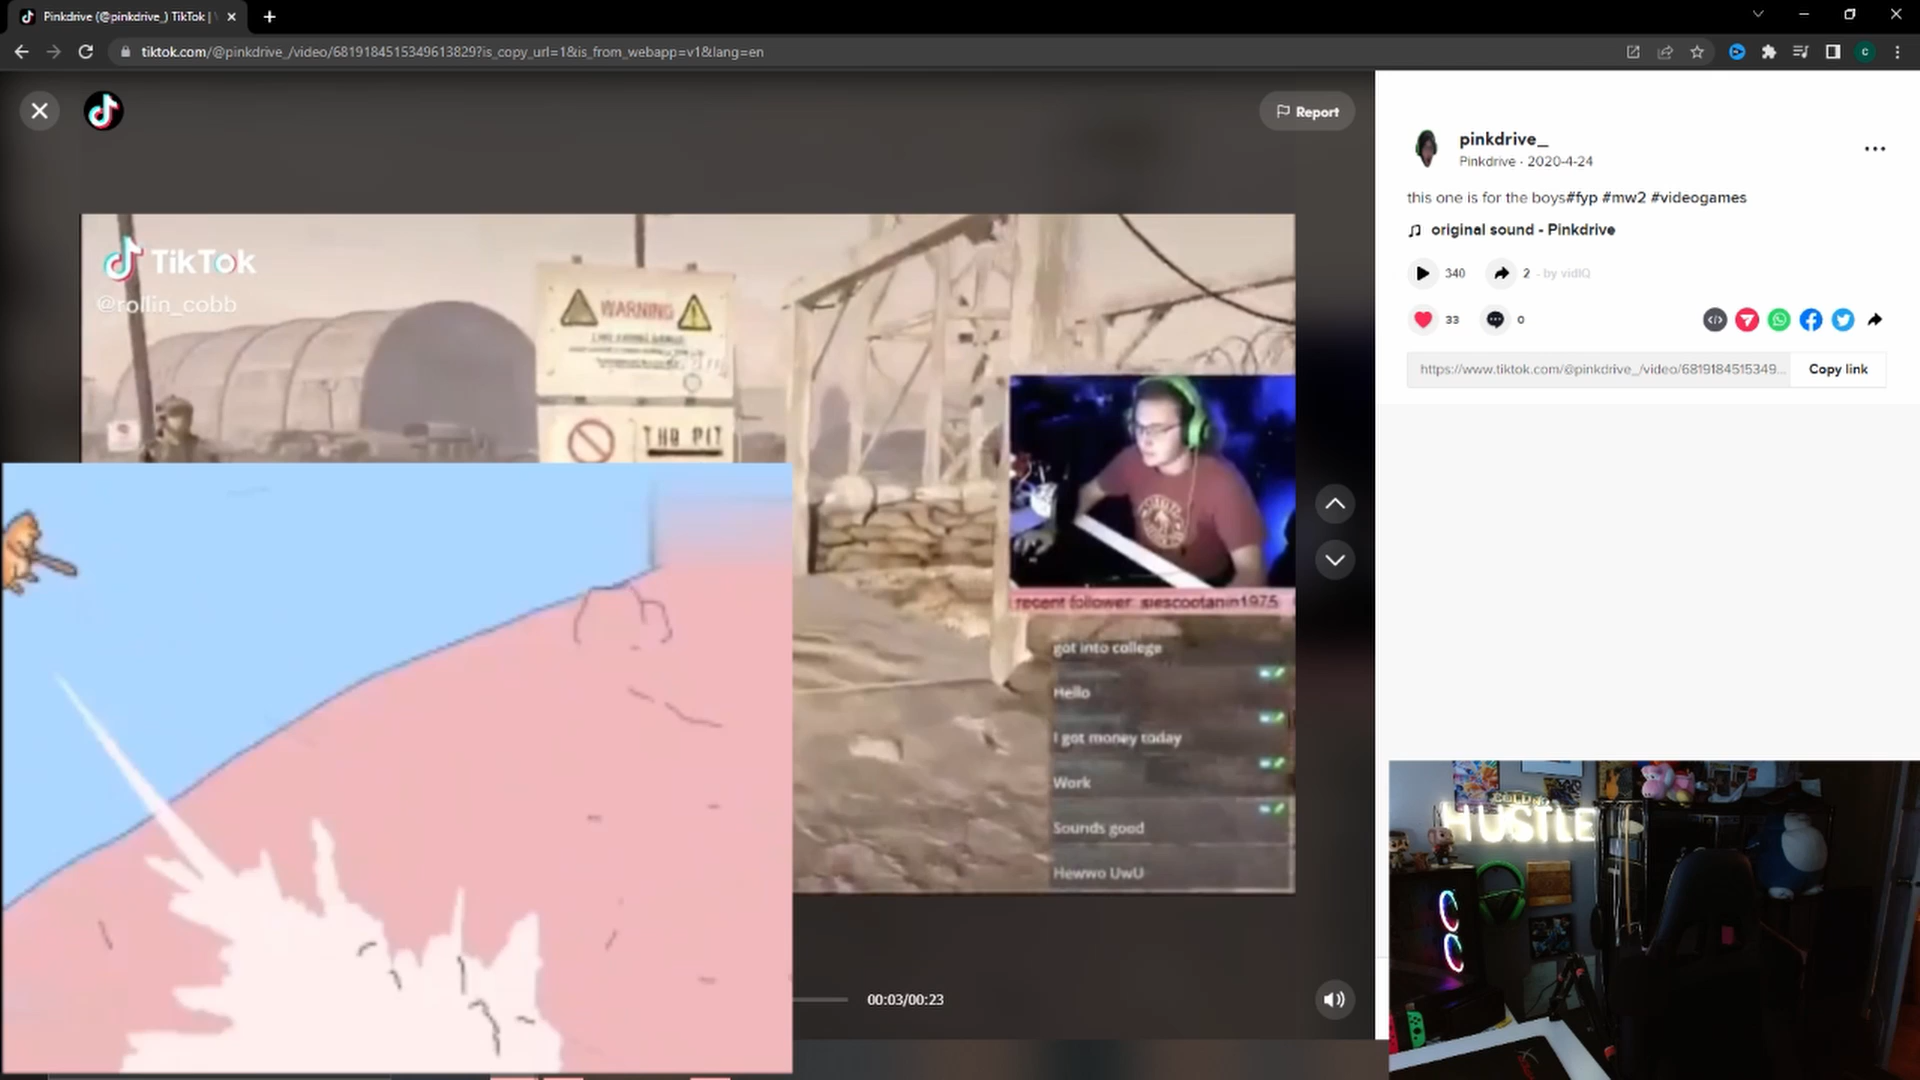 Pinkdrive (@pinkdrive_) TikTok |
tiktok.com/@pinkdrive_/video/6819184515349613829?is_copy_url=1&is_from_webapp=v1&lang=en
c
Report
TikTok
@rollin_cobb
WARNING
THE PIT
recent follower: siescootanin1975
got into college
Hello
I got money today
Work
Sounds good
Hewwo UwU
00:03/00:23
pinkdrive_
Pinkdrive · 2020-4-24
this one is for the boys#fyp #mw2 #videogames
original sound - Pinkdrive
340
2 - by vidIQ
33
0
https://www.tiktok.com/@pinkdrive_/video/6819184515349...
Copy link
HUSTLE